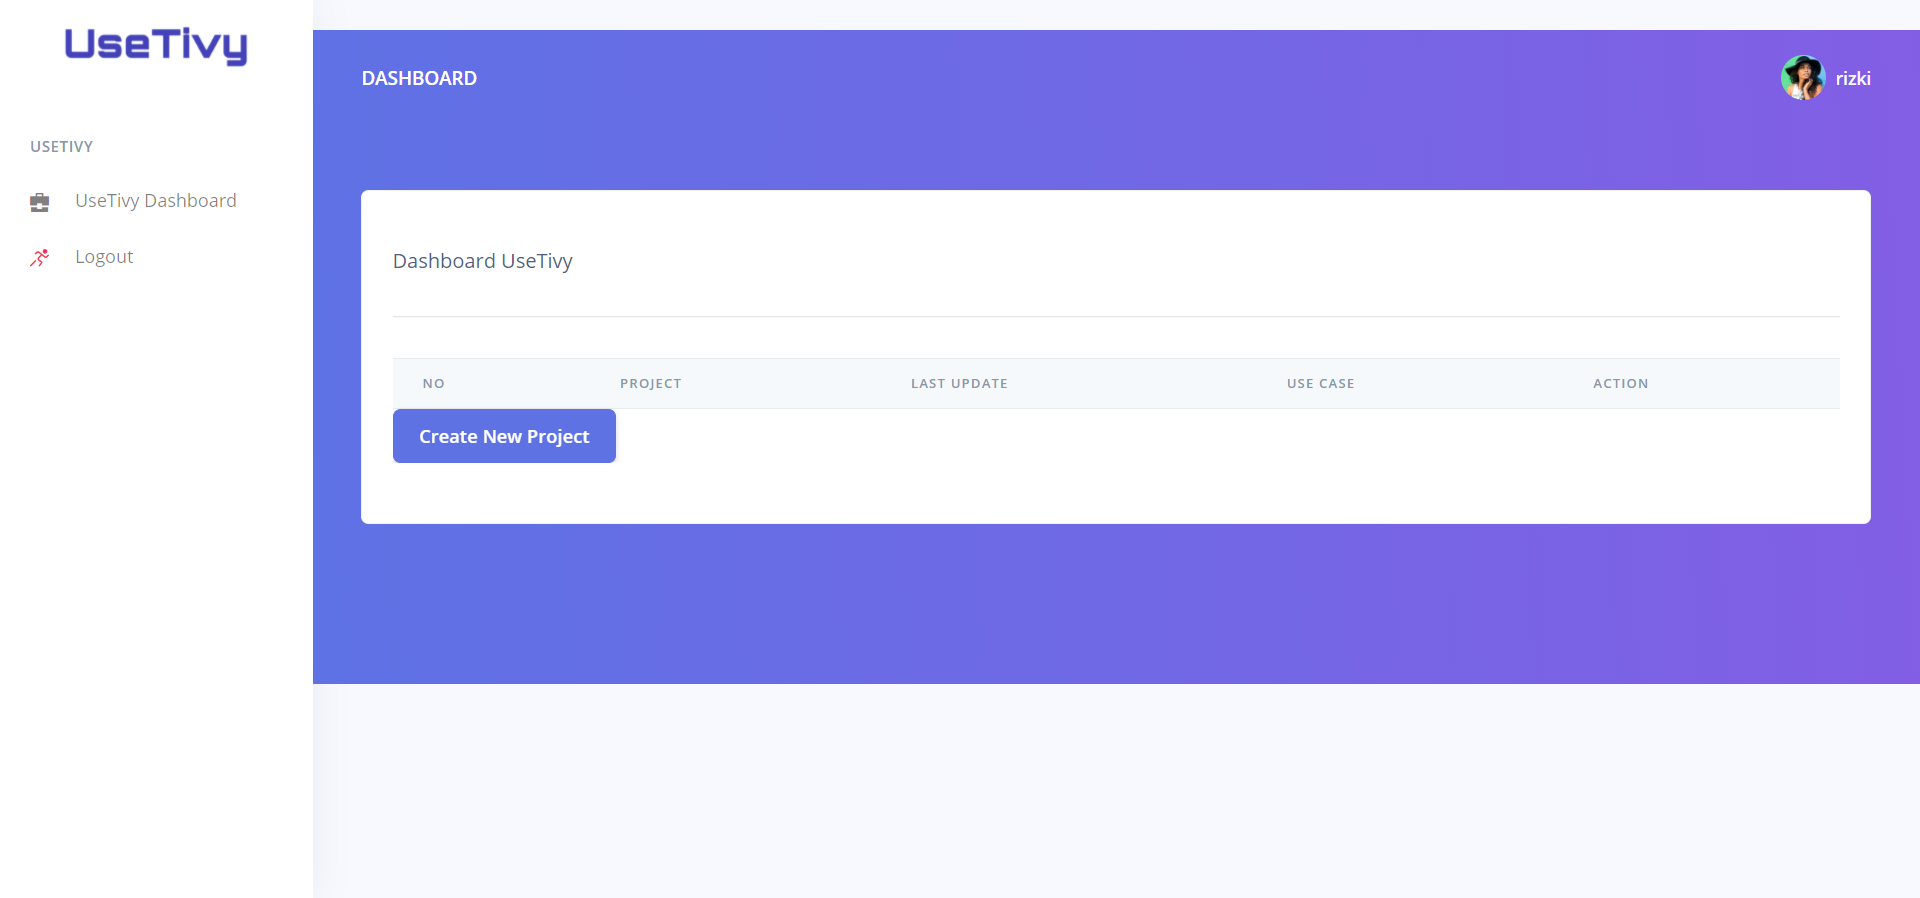 UseTivy
USETIVY
UseTivy Dashboard
Logout
DASHBOARD
rizki
Dashboard UseTivy
NO PROJECT LAST UPDATE USE CASE ACTION
Create New Project